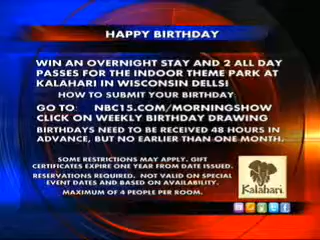 HAPPY BIRTHDAY
WIN AN OVERNIGHT STAY AND 2 ALL DAY
PASSES FOR THE INDOOR THEME PARK AT
KALAHARI IN WISCONSIN DELLS!
HOW TO SUBMIT YOUR BIRTHDAY
GO TO: NBC15.COM/MORNINGSHOW
CLICK ON WEEKLY BIRTHDAY DRAWING
BIRTHDAYS NEED TO BE RECEIVED 48 HOURS IN
ADVANCE, BUT NO EARLIER THAN ONE MONTH.
SOME RESTRICTIONS MAY APPLY. GIFT
CERTIFICATES EXPIRE ONE YEAR FROM DATE ISSUED.
RESERVATIONS REQUIRED. NOT VALID ON SPECIAL
EVENT DATES AND BASED ON AVAILABILITY.
MAXIMUM OF 4 PEOPLE PER ROOM.
Kalahari